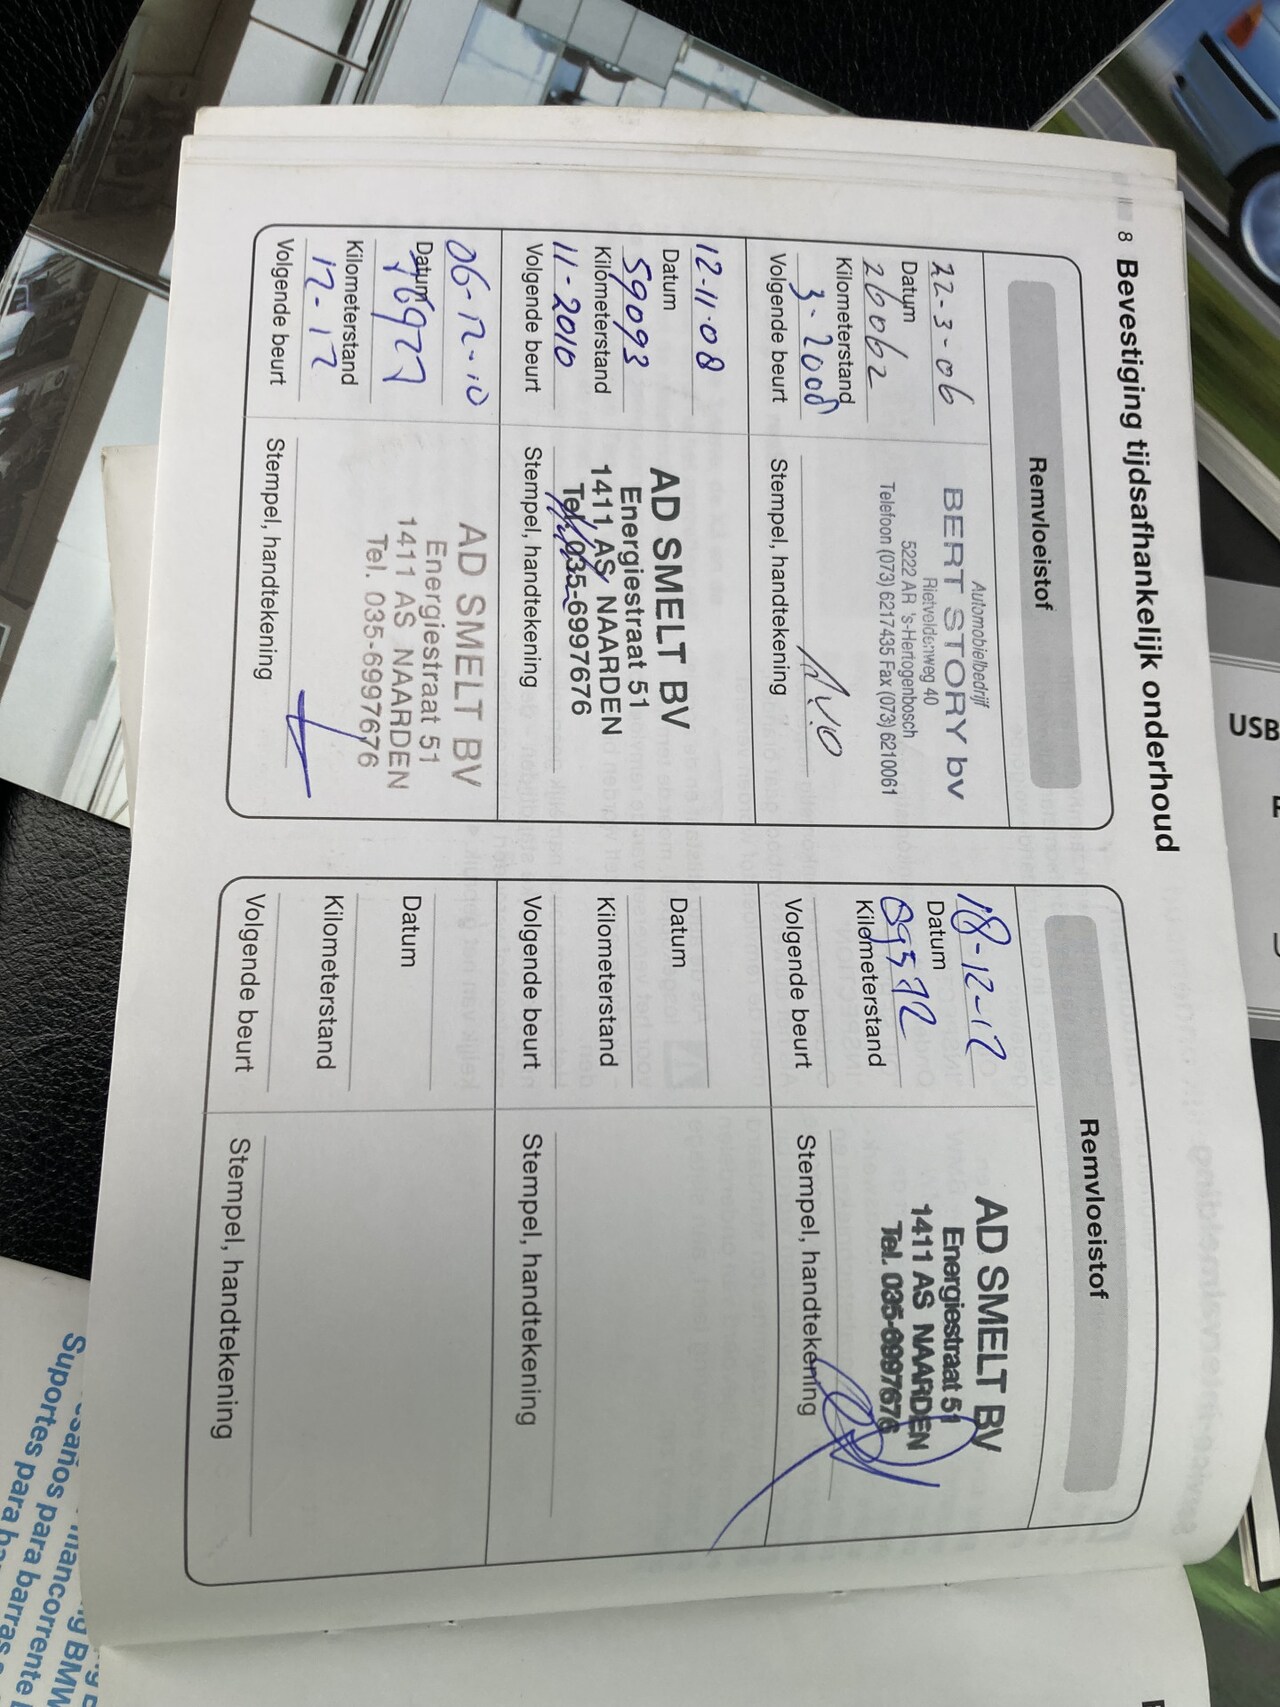 8 Bevestiging tijdsafhankelijk onderhoud
Remvloeistof
22-3-06
Datum
26062
Kilometerstand
3-2008
Volgende beurt
Automobielbedrijf
BERT STORY bv
Rietveldenweg 40
5222 AR 's-Hertogenbosch
Telefoon (073) 6217435 Fax (073) 6210061
Stempel, handtekening
12-11-08
Datum
59093
Kilometerstand
11-2010
Volgende beurt
AD SMELT BV
Energiestraat 51
1411 AS NAARDEN
Tel. 035-6997676
Stempel, handtekening
06-12-10
Datum
76927
Kilometerstand
12-12
Volgende beurt
AD SMELT BV
Energiestraat 51
1411 AS NAARDEN
Tel. 035-6997676
Stempel, handtekening
Remvloeistof
18-12-12
Datum
Kilometerstand
Volgende beurt
AD SMELT BV
Energiestraat 51
1411 AS NAARDEN
Tel. 035-6997676
Stempel, handtekening
Datum
Kilometerstand
Volgende beurt
Stempel, handtekening
Datum
Kilometerstand
Volgende beurt
Stempel, handtekening
USB
para barras
para barracorrente
Suportes para